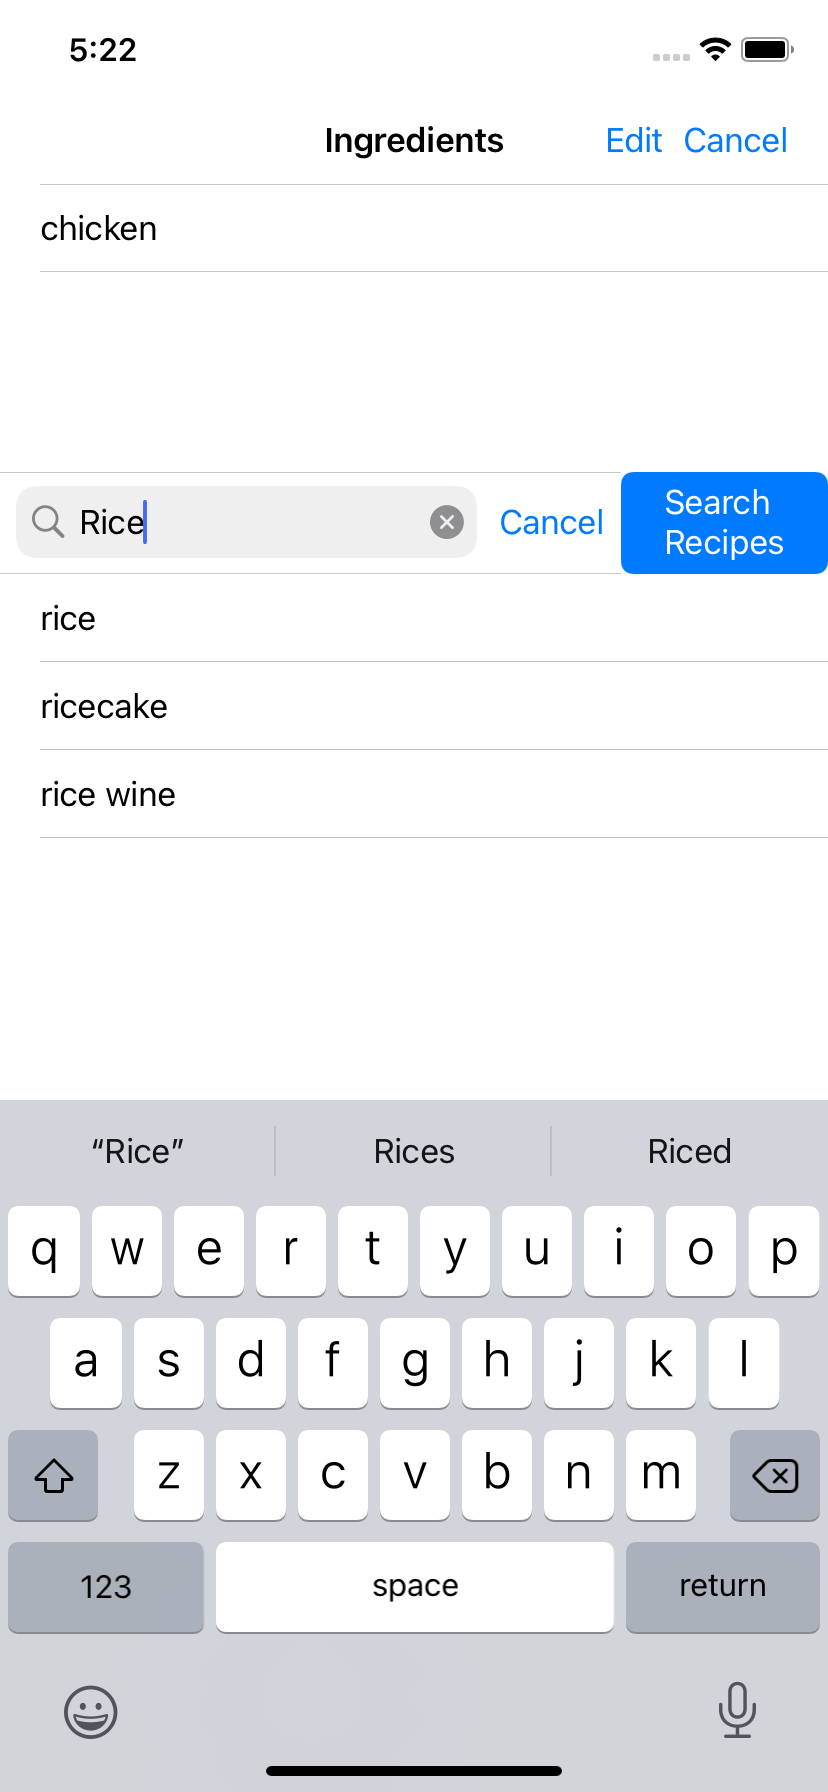 5:22
Ingredients Edit Cancel
chicken
Rice Cancel Search Recipes
rice
ricecake
rice wine
“Rice” Rices Riced
q w e r t y u i o p
a s d f g h j k l
z x c v b n m
123 space return